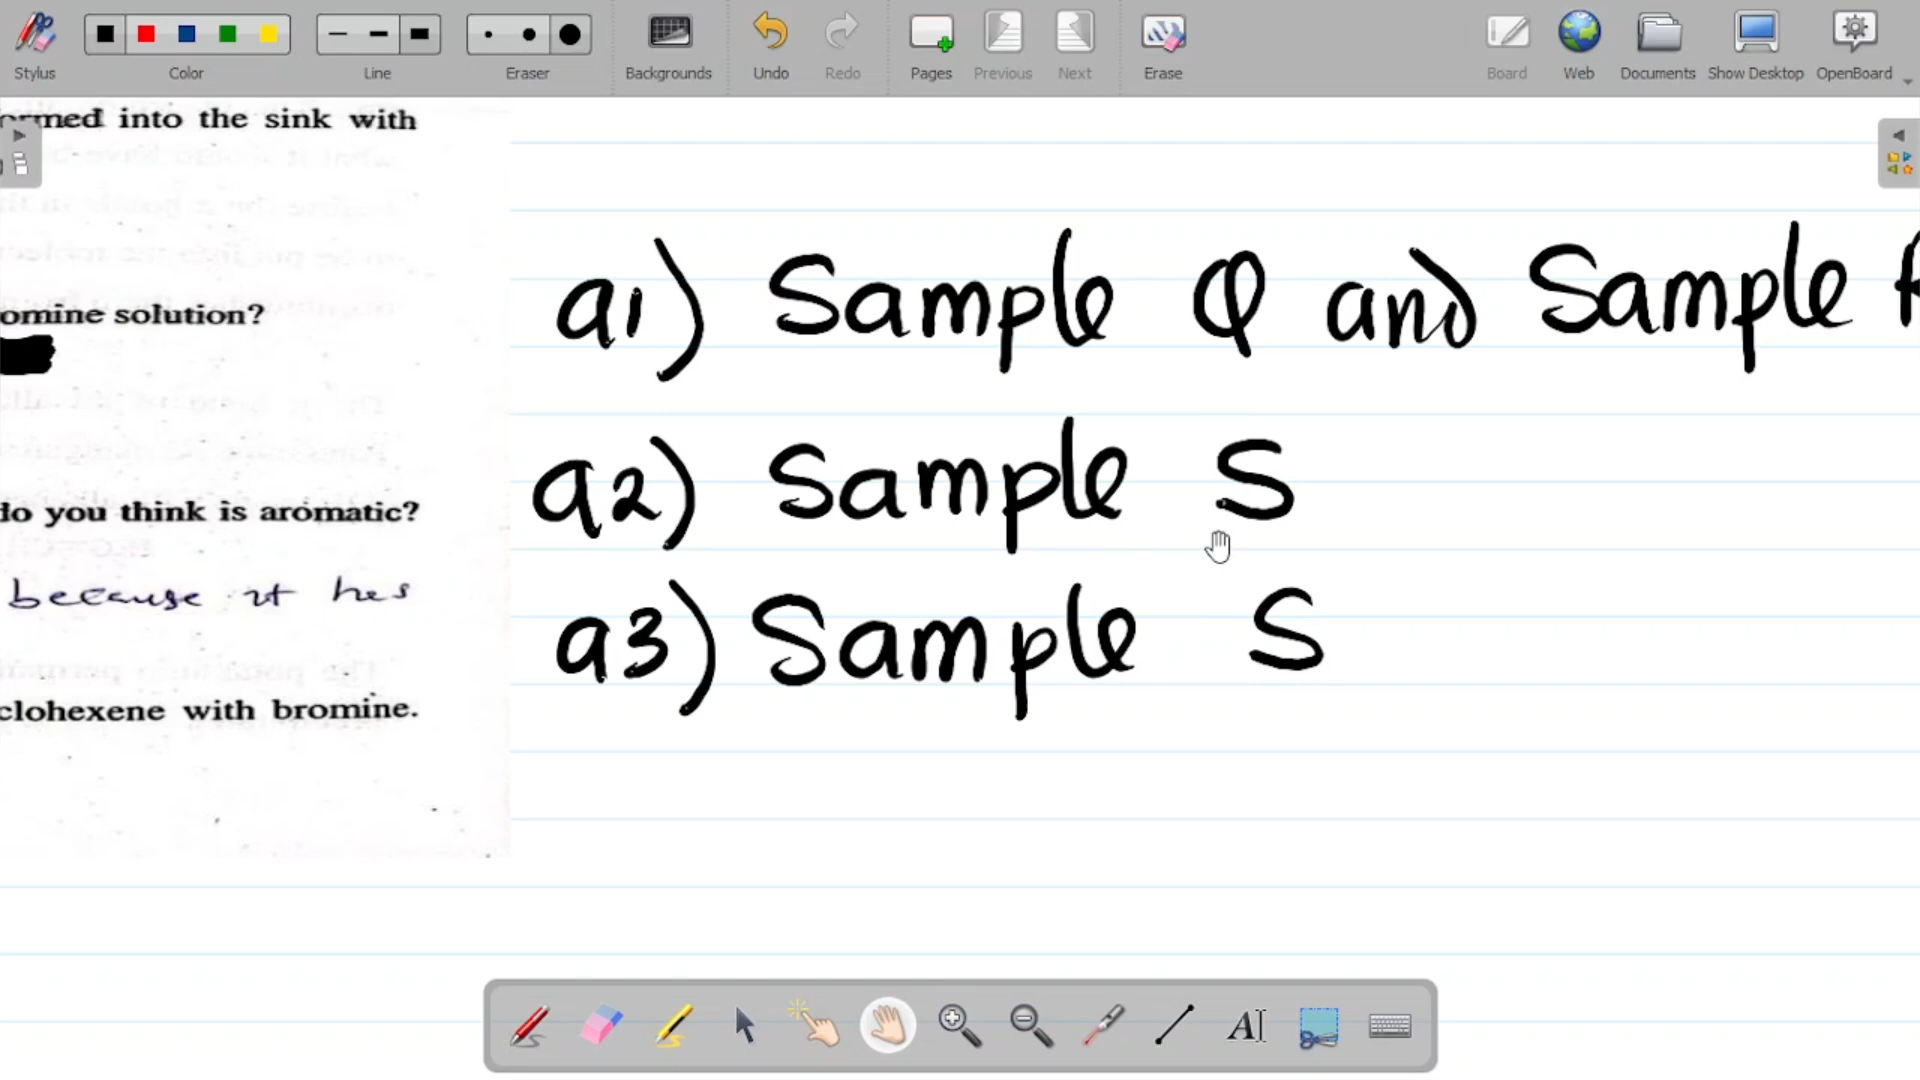 Stylus Color Line Eraser Backgrounds Undo Redo Pages Previous Next Erase Board Web Documents Show Desktop OpenBoard
ormed into the sink with
omine solution?
do you think is aromatic?
because it has
clohexene with bromine.
a1) Sample Q and Sample
a2) Sample S
a3) Sample S